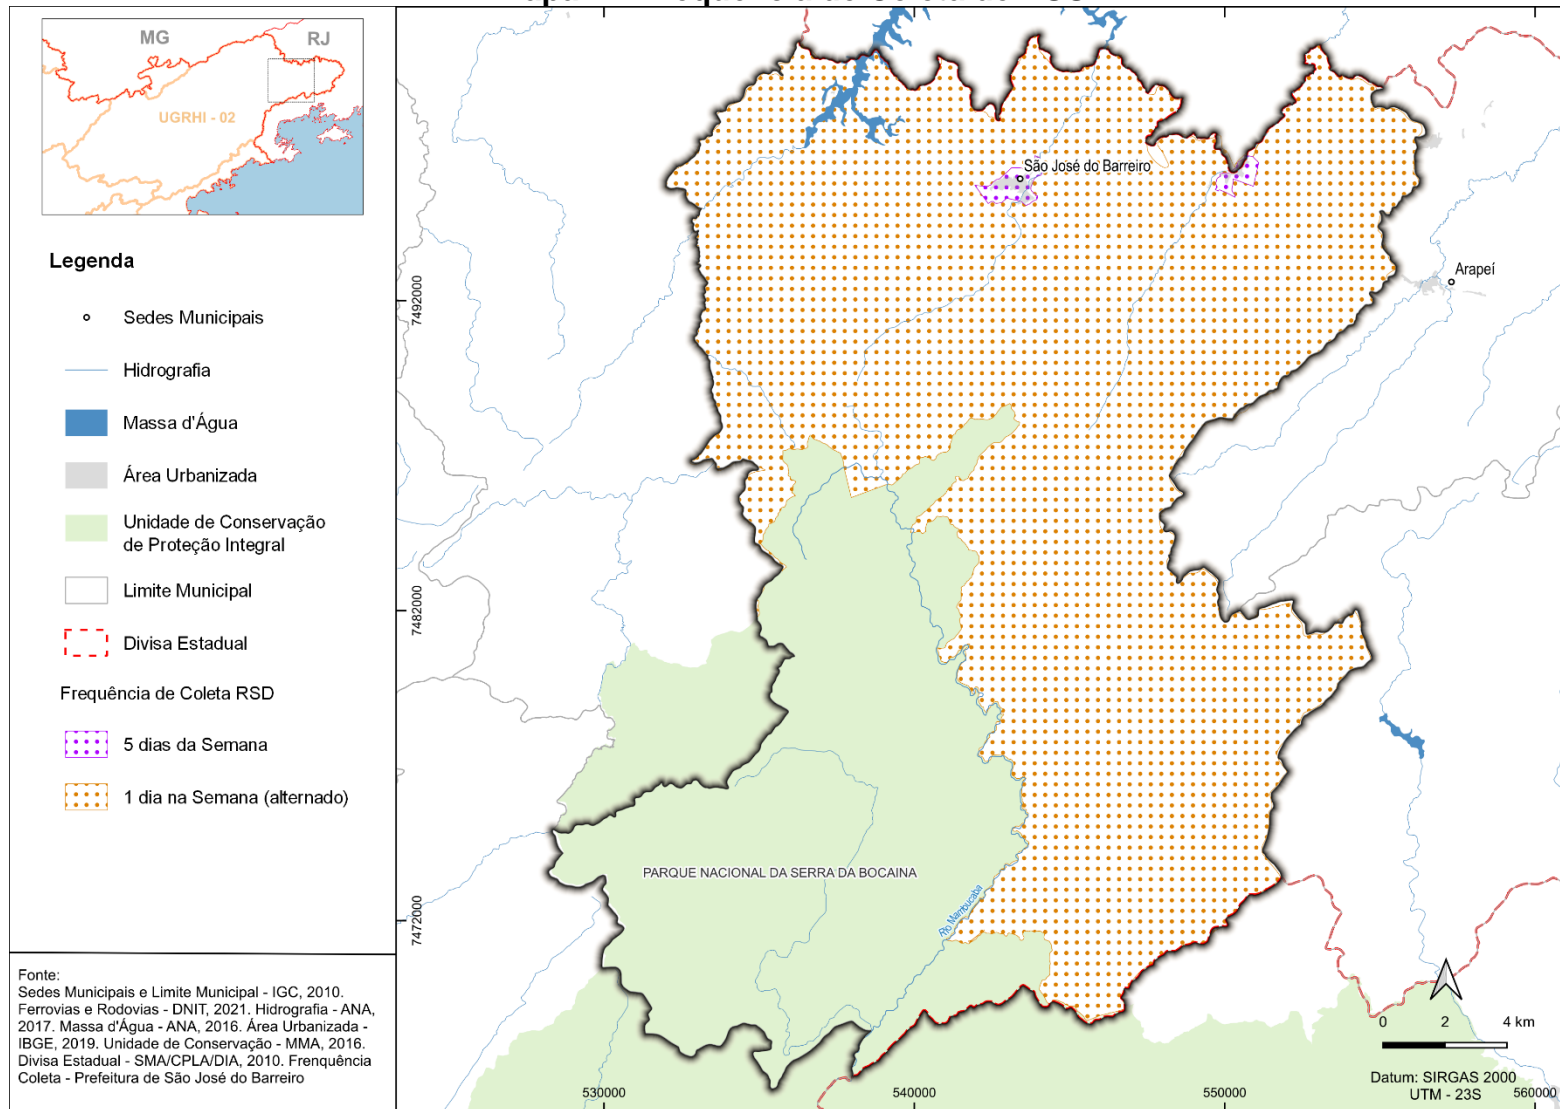 MG
RJ
UGRHI - 02
Legenda
Sedes Municipais
Hidrografia
Massa d'Água
Área Urbanizada
Unidade de Conservação
de Proteção Integral
Limite Municipal
Divisa Estadual
Frequência de Coleta RSD
5 dias da Semana
1 dia na Semana (alternado)
Fonte:
Sedes Municipais e Limite Municipal - IGC, 2010.
Ferrovias e Rodovias - DNIT, 2021. Hidrografia - ANA,
2017. Massa d'Água - ANA, 2016. Área Urbanizada -
IBGE, 2019. Unidade de Conservação - MMA, 2016.
Divisa Estadual - SMA/CPLA/DIA, 2010. Frenquência
Coleta - Prefeitura de São José do Barreiro
São José do Barreiro
Arapeí
PARQUE NACIONAL DA SERRA DA BOCAINA
Rio Mambucaba
7492000
7482000
7472000
530000
540000
550000
560000
0 2 4 km
Datum: SIRGAS 2000
UTM - 23S